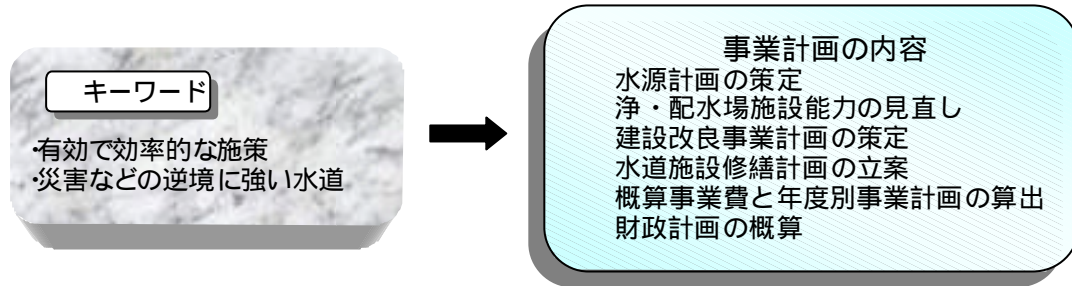 キーワード
・有効で効率的な施策
・災害などの逆境に強い水道
事業計画の内容
水源計画の策定
浄・配水場施設能力の見直し
建設改良事業計画の策定
水道施設修繕計画の立案
概算事業費と年度別事業計画の算出
財政計画の概算